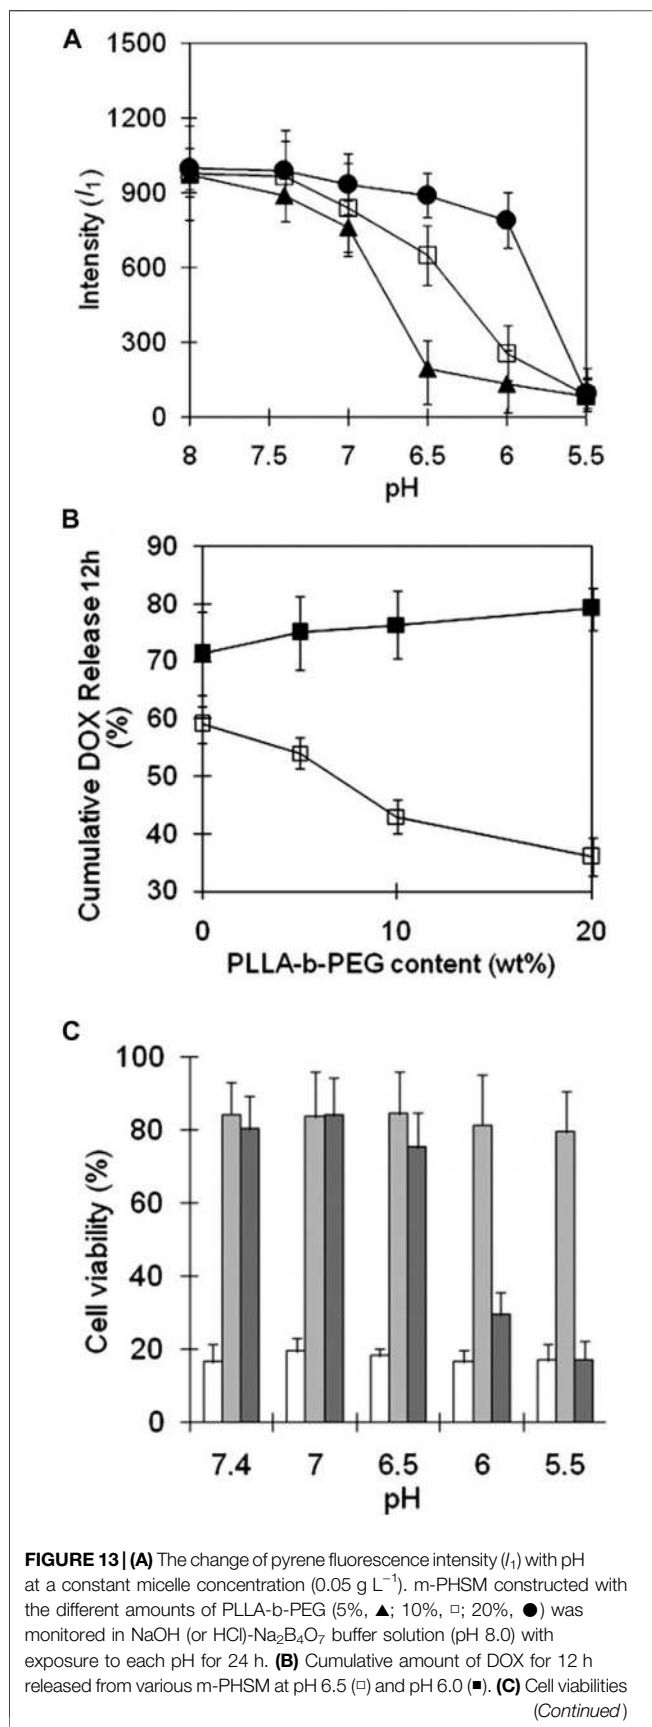 A
1500
1200
900
600
300
0
Intensity (I₁)
8 7.5 7 6.5 6 5.5
pH
B
90
80
70
60
50
40
30
Cumulative DOX Release 12h
(%)
0 10 20
PLLA-b-PEG content (wt%)
C
100
80
60
40
20
0
Cell viability (%)
7.4 7 6.5 6 5.5
pH
FIGURE 13 | (A) The change of pyrene fluorescence intensity (I₁) with pH
at a constant micelle concentration (0.05 g L⁻¹). m-PHSM constructed with
the different amounts of PLLA-b-PEG (5%, ▲; 10%, □; 20%, ●) was
monitored in NaOH (or HCl)-Na₂B₄O₇ buffer solution (pH 8.0) with
exposure to each pH for 24 h. (B) Cumulative amount of DOX for 12 h
released from various m-PHSM at pH 6.5 (□) and pH 6.0 (■). (C) Cell viabilities
(Continued)